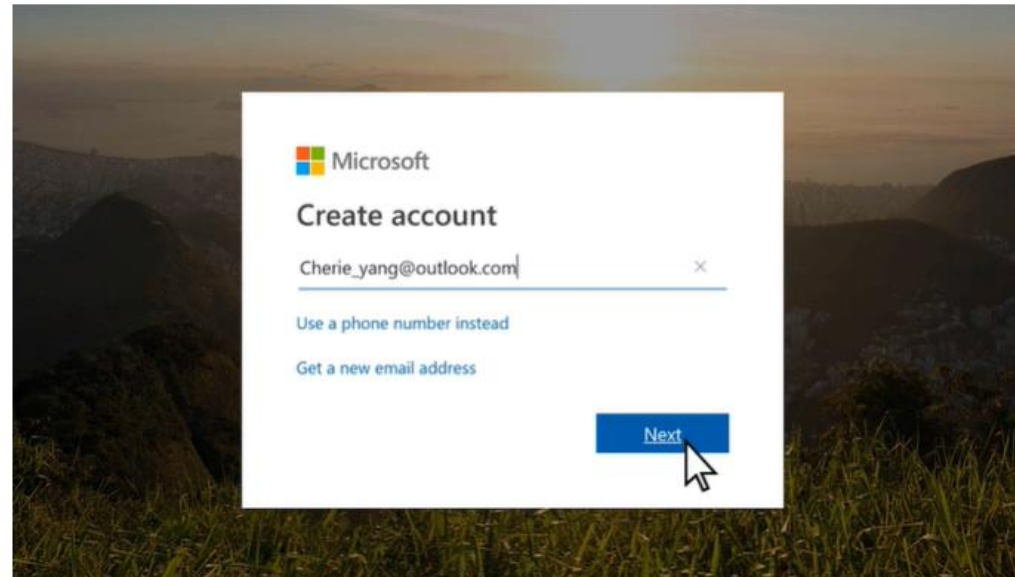 Microsoft
Create account
Cherie_yang@outlook.com
Use a phone number instead
Get a new email address
Next